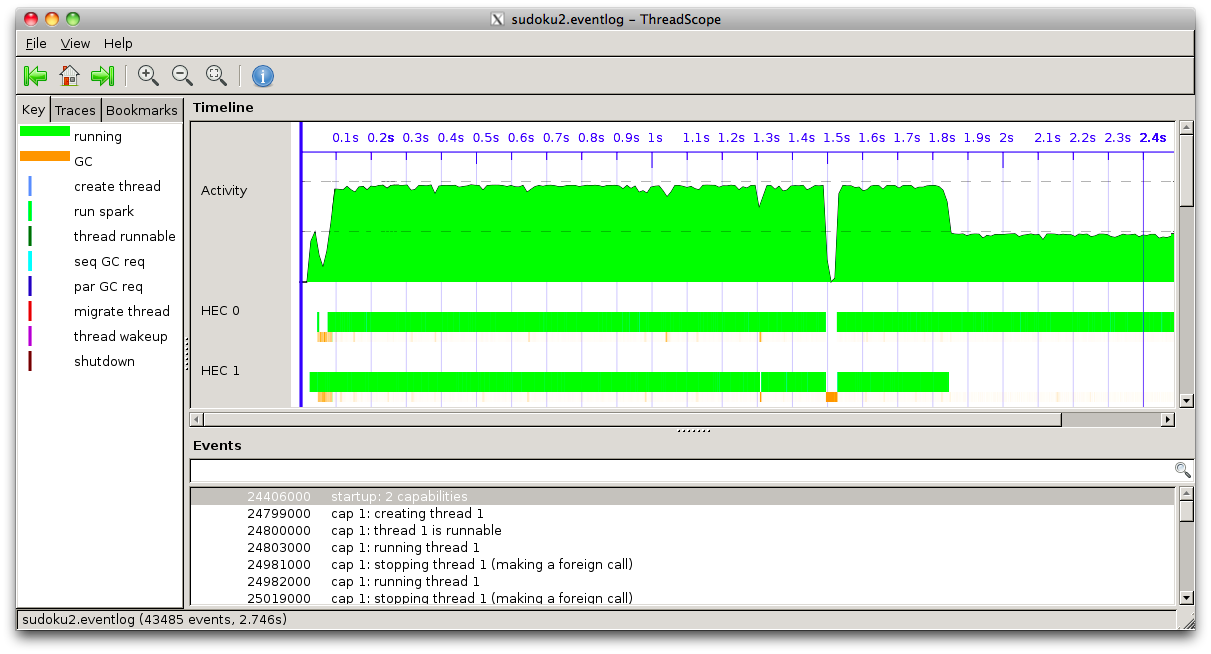 sudoku2.eventlog – ThreadScope
File View Help
Key Traces Bookmarks
running
GC
create thread
run spark
thread runnable
seq GC req
par GC req
migrate thread
thread wakeup
shutdown
Timeline
0.1s 0.2s 0.3s 0.4s 0.5s 0.6s 0.7s 0.8s 0.9s 1s 1.1s 1.2s 1.3s 1.4s 1.5s 1.6s 1.7s 1.8s 1.9s 2s 2.1s 2.2s 2.3s 2.4s
Activity
HEC 0
HEC 1
Events
24406000 startup: 2 capabilities
24799000 cap 1: creating thread 1
24800000 cap 1: thread 1 is runnable
24803000 cap 1: running thread 1
24981000 cap 1: stopping thread 1 (making a foreign call)
24982000 cap 1: running thread 1
25019000 cap 1: stopping thread 1 (making a foreign call)
sudoku2.eventlog (43485 events, 2.746s)